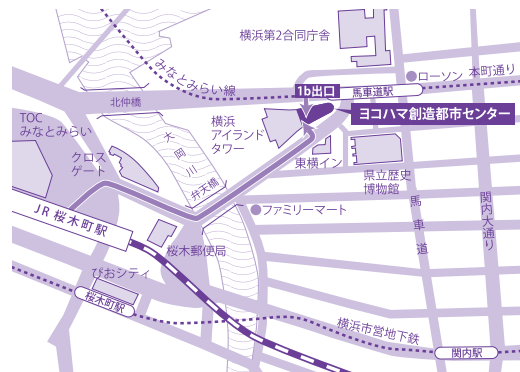 横浜第2合同庁舎
みなとみらい線
ローソン
本町通り
1b出口
馬車道駅
北仲橋
ヨコハマ創造都市センター
TOC
みなとみらい
横浜
アイランド
タワー
大岡川
クロス
ゲート
東横イン
県立歴史
博物館
弁天橋
JR 桜木町駅
ファミリーマート
馬車道
関内大通り
桜木郵便局
ぴおシティ
桜木町駅
横浜市営地下鉄
関内駅